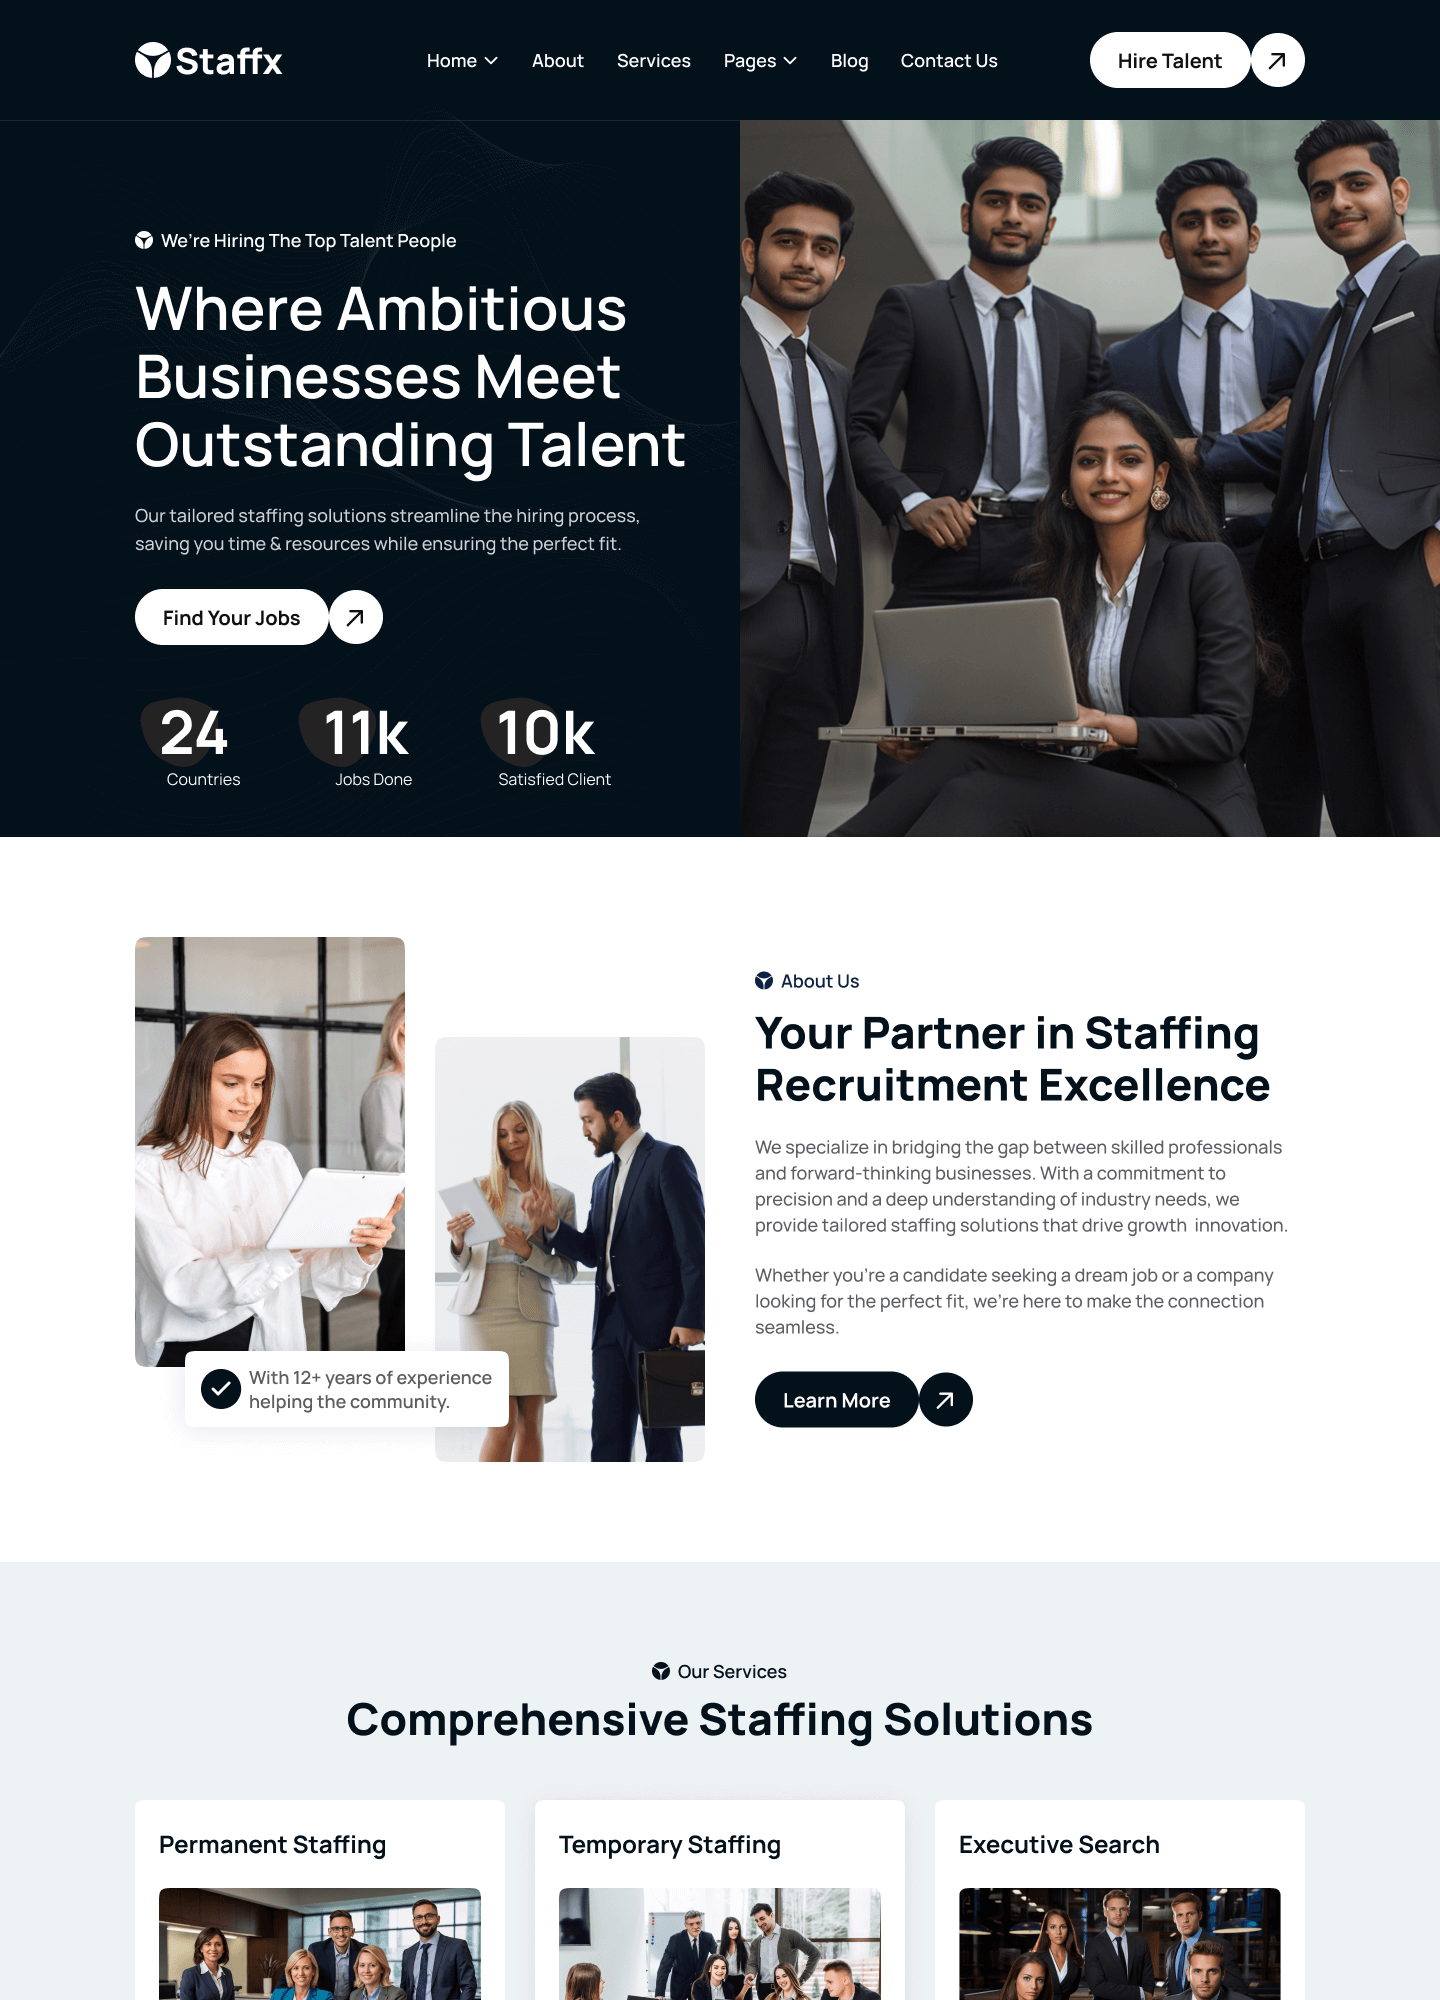 Staffx
Home
About
Services
Pages
Blog
Contact Us
Hire Talent
We're Hiring The Top Talent People
Where Ambitious
Businesses Meet
Outstanding Talent
Our tailored staffing solutions streamline the hiring process,
saving you time & resources while ensuring the perfect fit.
Find Your Jobs
24
Countries
11k
Jobs Done
10k
Satisfied Client
With 12+ years of experience
helping the community.
About Us
Your Partner in Staffing
Recruitment Excellence
We specialize in bridging the gap between skilled professionals
and forward-thinking businesses. With a commitment to
precision and a deep understanding of industry needs, we
provide tailored staffing solutions that drive growth  innovation.
Whether you're a candidate seeking a dream job or a company
looking for the perfect fit, we're here to make the connection
seamless.
Learn More
Our Services
Comprehensive Staffing Solutions
Permanent Staffing
Temporary Staffing
Executive Search